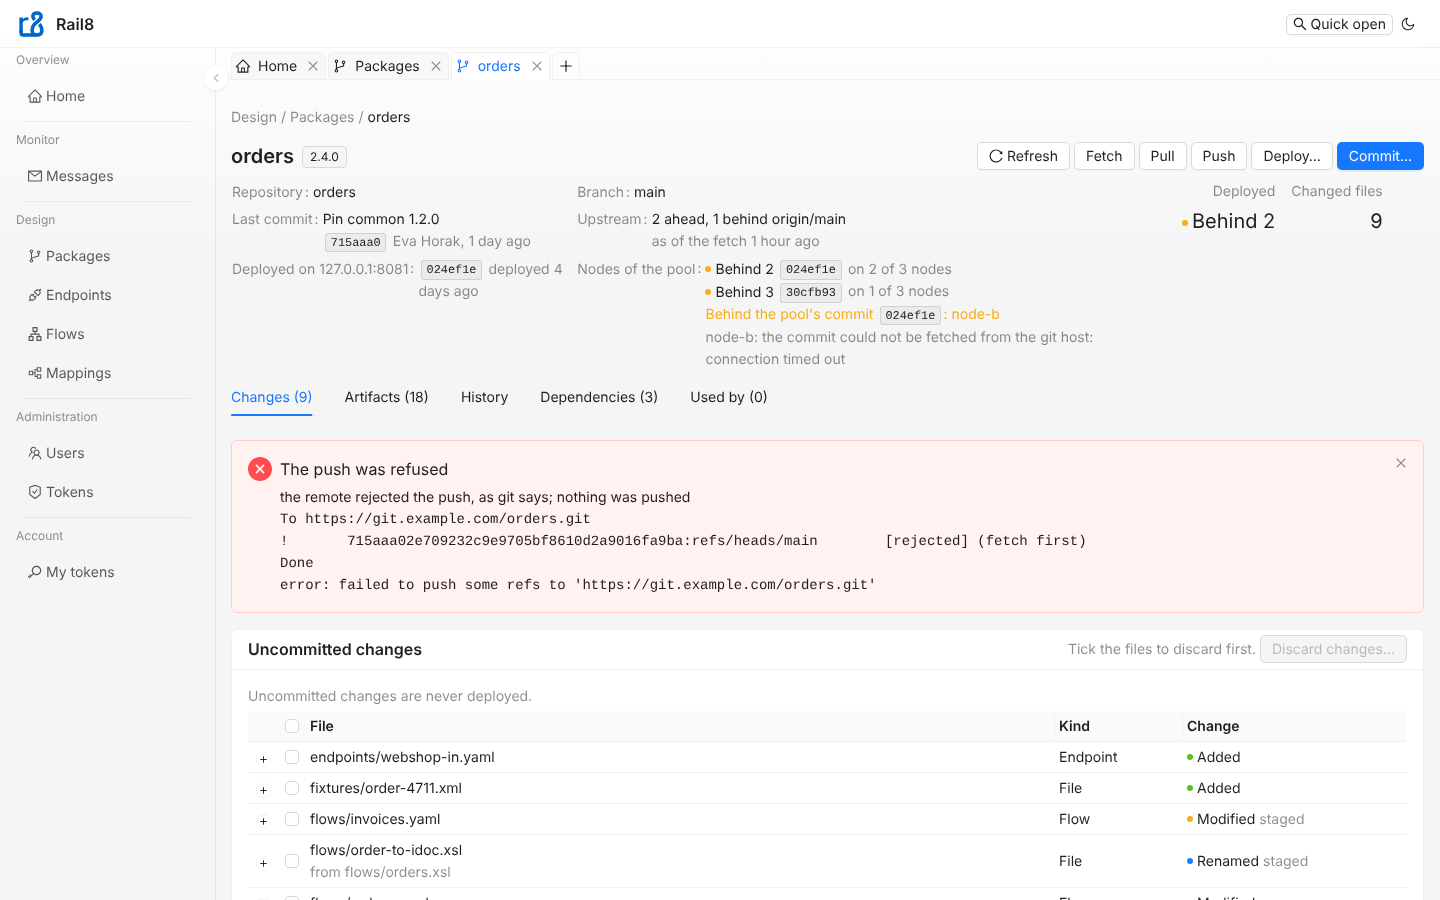 r8 Rail8
Quick open
Overview
Home
Monitor
Messages
Design
Packages
Endpoints
Flows
Mappings
Administration
Users
Tokens
Account
My tokens
Home
Packages
orders
Design / Packages / orders
orders 2.4.0
Refresh Fetch Pull Push Deploy... Commit...
Repository: orders
Branch: main
Deployed Changed files
Behind 2 9
Last commit: Pin common 1.2.0
715aaa0 Eva Horak, 1 day ago
Upstream: 2 ahead, 1 behind origin/main
as of the fetch 1 hour ago
Deployed on 127.0.0.1:8081: 024ef1e deployed 4
days ago
Nodes of the pool: Behind 2 024ef1e on 2 of 3 nodes
Behind 3 30cfb93 on 1 of 3 nodes
Behind the pool's commit 024ef1e: node-b
node-b: the commit could not be fetched from the git host:
connection timed out
Changes (9) Artifacts (18) History Dependencies (3) Used by (0)
The push was refused
the remote rejected the push, as git says; nothing was pushed
To https://git.example.com/orders.git
! 715aaa02e709232c9e9705bf8610d2a9016fa9ba:refs/heads/main [rejected] (fetch first)
Done
error: failed to push some refs to 'https://git.example.com/orders.git'
Uncommitted changes
Tick the files to discard first. Discard changes...
Uncommitted changes are never deployed.
File Kind Change
endpoints/webshop-in.yaml Endpoint Added
fixtures/order-4711.xml File Added
flows/invoices.yaml Flow Modified staged
flows/order-to-idoc.xsl File Renamed staged
from flows/orders.xsl